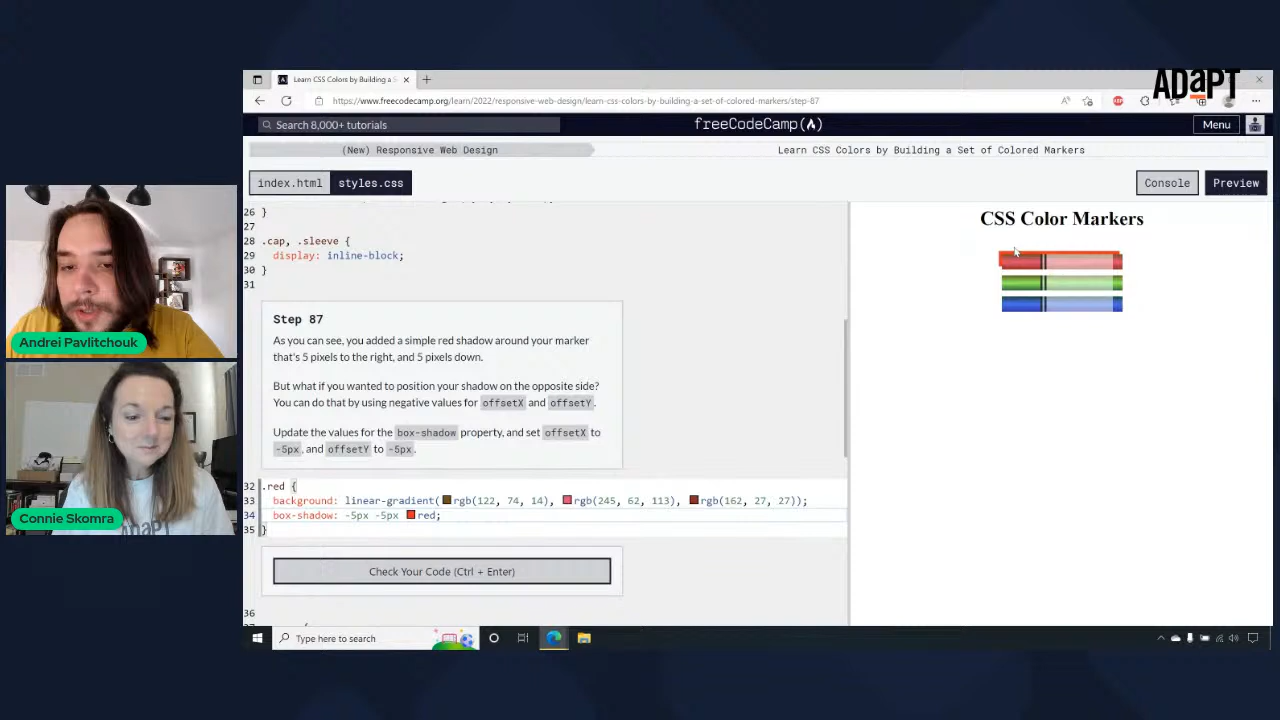 ADAPT
Learn CSS Colors by Building a S
https://www.freecodecamp.org/learn/2022/responsive-web-design/learn-css-colors-by-building-a-set-of-colored-markers/step-87
Search 8,000+ tutorials
freeCodeCamp
Menu
(New) Responsive Web Design
Learn CSS Colors by Building a Set of Colored Markers
index.html
styles.css
Console
Preview
26 }
27
28 .cap, .sleeve {
29 display: inline-block;
30 }
31
Step 87
As you can see, you added a simple red shadow around your marker
that's 5 pixels to the right, and 5 pixels down.
But what if you wanted to position your shadow on the opposite side?
You can do that by using negative values for offsetX and offsetY.
Update the values for the box-shadow property, and set offsetX to
-5px, and offsetY to -5px.
32 .red {
33 background: linear-gradient(rgb(122, 74, 14), rgb(245, 62, 113), rgb(162, 27, 27));
34 box-shadow: -5px -5px red;
35 }
Check Your Code (Ctrl + Enter)
36
CSS Color Markers
Andrei Pavlitchouk
Connie Skomra
Type here to search